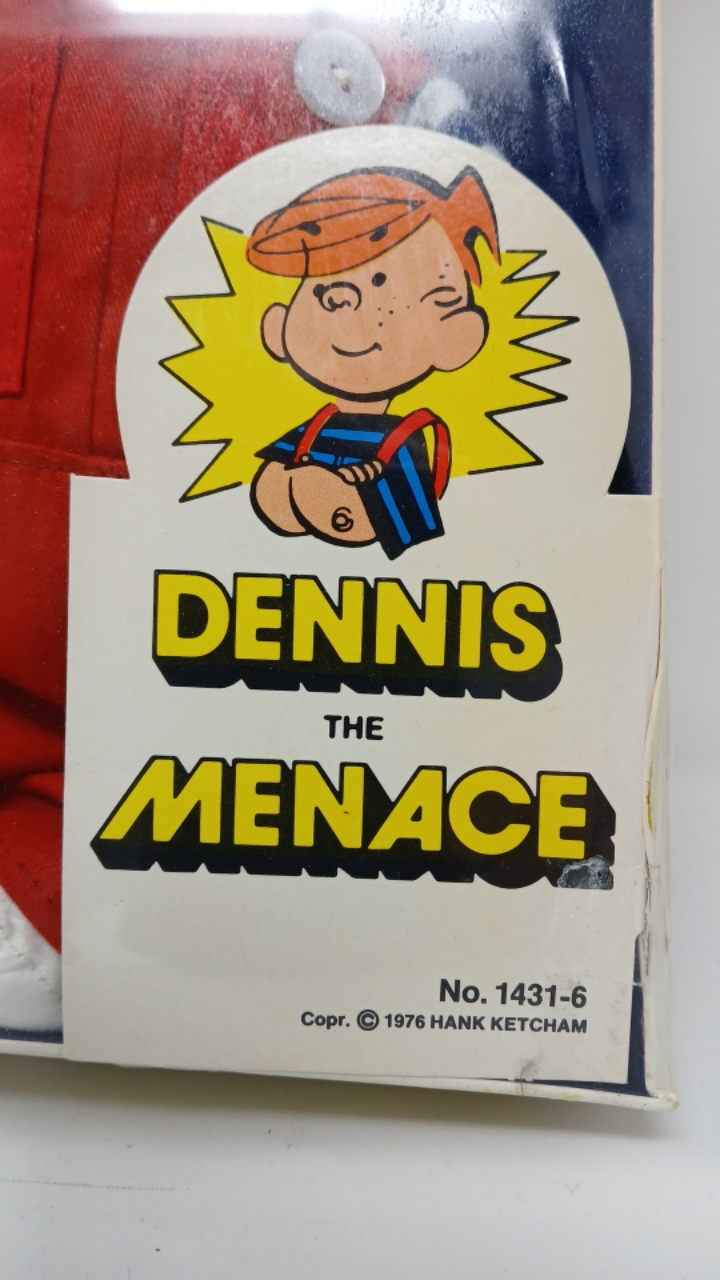 DENNIS
THE
MENACE
No. 1431-6
Copr. © 1976 HANK KETCHAM